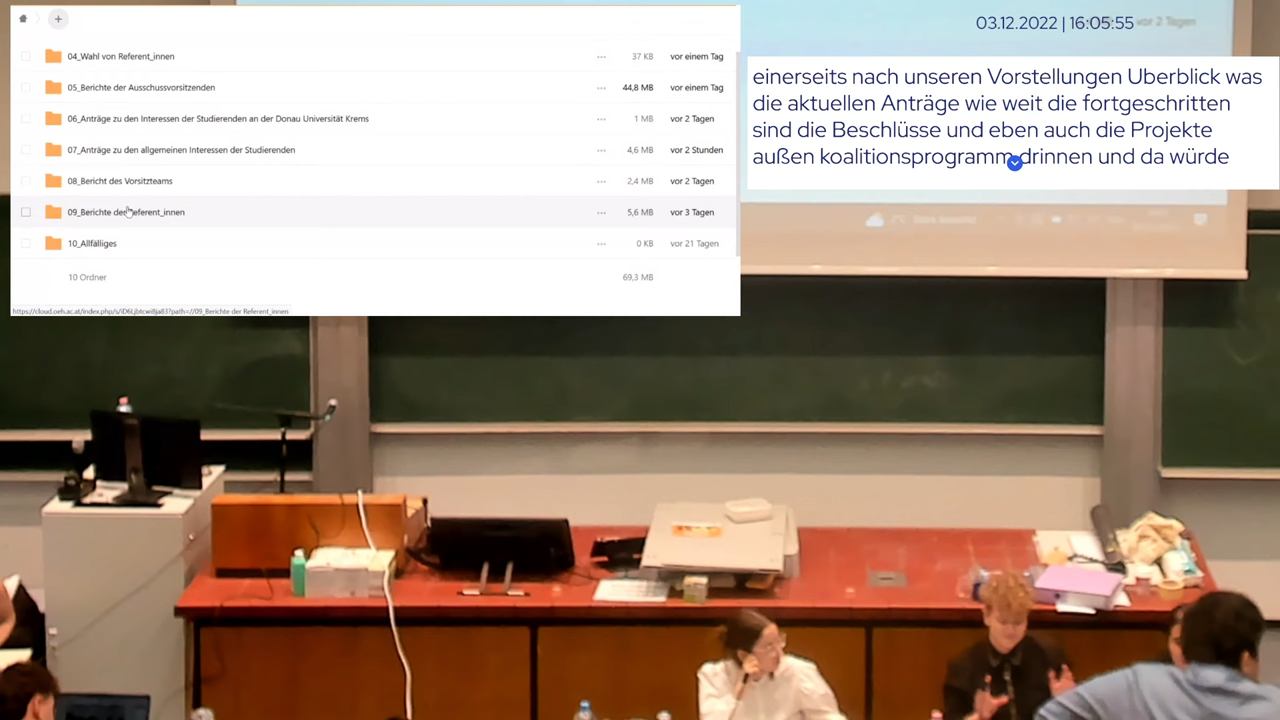 04_Wahl von Referent_innen ... 37 KB vor einem Tag
05_Berichte der Ausschussvorsitzenden ... 44,8 MB vor einem Tag
06_Anträge zu den Interessen der Studierenden an der Donau Universität Krems ... 1 MB vor 2 Tagen
07_Anträge zu den allgemeinen Interessen der Studierenden ... 4,6 MB vor 2 Stunden
08_Bericht des Vorsitzteams ... 2,4 MB vor 2 Tagen
09_Berichte der Referent_innen ... 5,6 MB vor 3 Tagen
10_Allfälliges ... 0 KB vor 21 Tagen
10 Ordner 69,3 MB
03.12.2022 | 16:05:55
vor 2 Tagen
einerseits nach unseren Vorstellungen Uberblick was
die aktuellen Anträge wie weit die fortgeschritten
sind die Beschlüsse und eben auch die Projekte
außen koalitionsprogramm drinnen und da würde